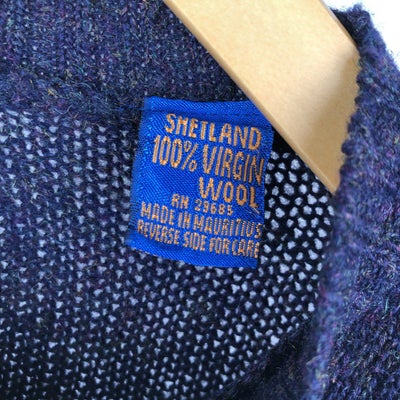 SHETLAND
100% VIRGIN
WOOL
RN 29685
MADE IN MAURITIUS
REVERSE SIDE FOR CARE